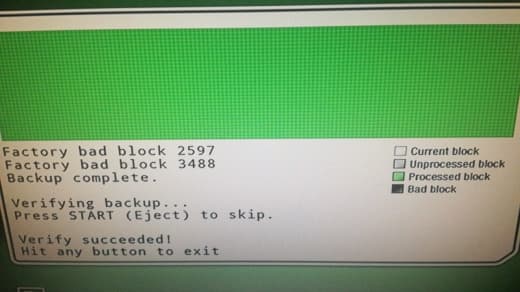 Factory bad block 2597
Factory bad block 3488
Backup complete.
Verifying backup...
Press START (Eject) to skip.
Verify succeeded!
Hit any button to exit
Current block
Unprocessed block
Processed block
Bad block